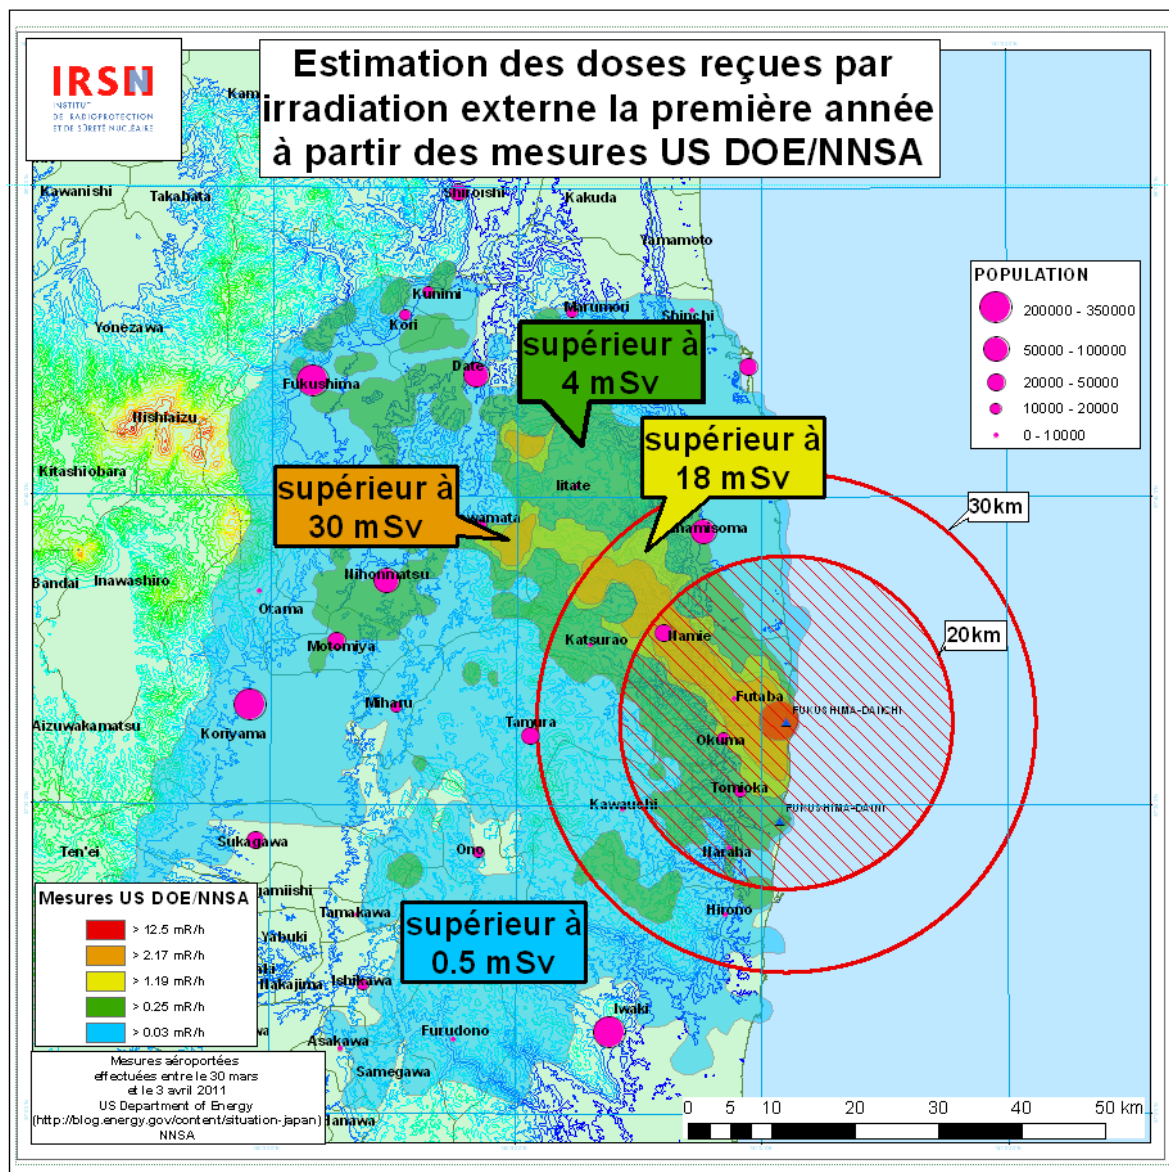 IRSN
INSTITUT
DE RADIOPROTECTION
ET DE SÛRETÉ NUCLÉAIRE
Estimation des doses reçues par
irradiation externe la première année
à partir des mesures US DOE/NNSA
Kam
Kawanishi
Takahata
Shiroishi
Kakuda
Yamamoto
POPULATION
200000 - 350000
50000 - 100000
20000 - 50000
10000 - 20000
0 - 10000
Kunimi
Kori
Marumori
Shinchi
Yonezawa
supérieur à
4 mSv
Date
Fukushima
Nishiaizu
supérieur à
18 mSv
Kitashiobara
Iitate
supérieur à
30 mSv
30km
wamata
namisoma
Bandai
Inawashiro
Nihonmatsu
Otama
Motomiya
Katsurao
Namie
20km
Futaba
FUKUSHIMA-DAIICHI
Miharu
Tamura
Aizuwakamatsu
Koriyama
Okuma
Tomioka
Kawauchi
FUKUSHIMA-DAINI
Sukagawa
Ono
Naraha
Ten'ei
Mesures US DOE/NNSA
> 12.5 mR/h
> 2.17 mR/h
> 1.19 mR/h
> 0.25 mR/h
> 0.03 mR/h
gamiishi
Tamakawa
Hirono
Yabuki
supérieur à
0.5 mSv
Nakajima
Ishikawa
Iwaki
Furudono
Asakawa
Samegawa
Mesures aéroportées
effectuées entre le 30 mars
et le 3 avril 2011
US Department of Energy
(http://blog.energy.gov/content/situation-japan)
NNSA
Hanawa
0 5 10 20 30 40 50 km